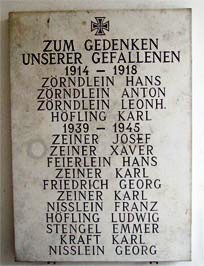 ZUM GEDENKEN
UNSERER GEFALLENEN
1914 – 1918
ZÖRNDLEIN HANS
ZÖRNDLEIN ANTON
ZÖRNDLEIN LEONH.
HÖFLING KARL
1939 – 1945
ZEINER JOSEF
ZEINER XAVER
FEIERLEIN HANS
ZEINER KARL
FRIEDRICH GEORG
ZEINER KARL
NISSLEIN FRANZ
HÖFLING LUDWIG
STENGEL EMMER
KRAFT KARL
NISSLEIN GEORG